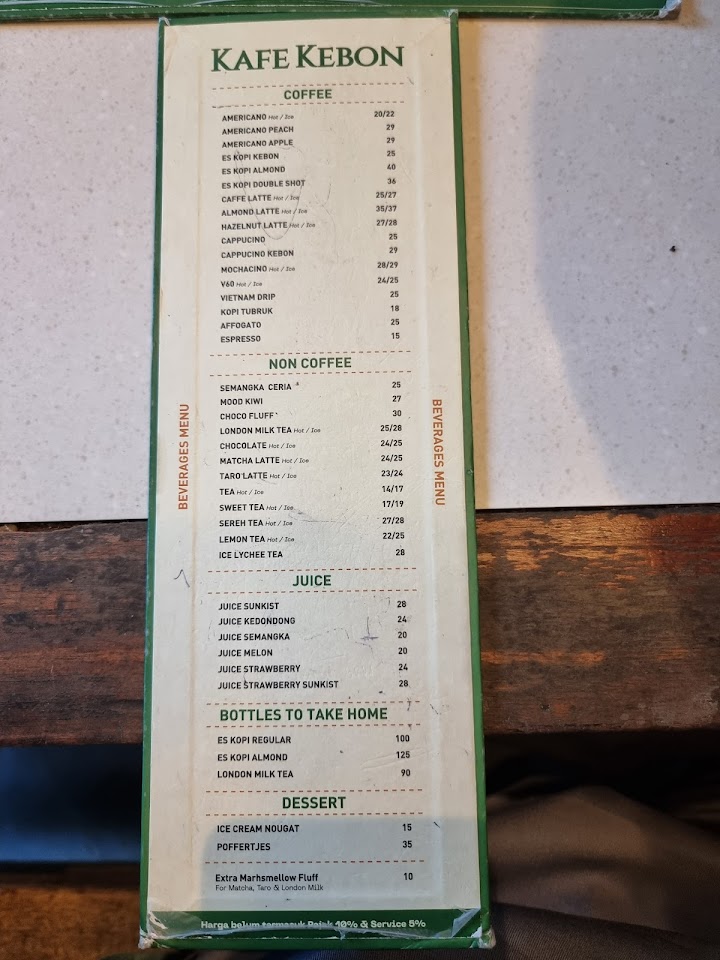 KAFE KEBON
COFFEE
AMERICANO Hot / Ice 20/22
AMERICANO PEACH 29
AMERICANO APPLE 29
ES KOPI KEBON 25
ES KOPI ALMOND 40
ES KOPI DOUBLE SHOT 36
CAFFE LATTE Hot / Ice 25/27
ALMOND LATTE Hot / Ice 35/37
HAZELNUT LATTE Hot / Ice 27/28
CAPPUCINO 25
CAPPUCINO KEBON 29
MOCHACINO Hot / Ice 28/29
V60 Hot / Ice 24/25
VIETNAM DRIP 25
KOPI TUBRUK 18
AFFOGATO 25
ESPRESSO 15
NON COFFEE
SEMANGKA CERIA 25
MOOD KIWI 27
CHOCO FLUFF 30
LONDON MILK TEA Hot / Ice 25/28
CHOCOLATE Hot / Ice 24/25
MATCHA LATTE Hot / Ice 24/25
TARO LATTE Hot / Ice 23/24
TEA Hot / Ice 14/17
SWEET TEA Hot / Ice 17/19
SEREH TEA Hot / Ice 27/28
LEMON TEA Hot / Ice 22/25
ICE LYCHEE TEA 28
JUICE
JUICE SUNKIST 28
JUICE KEDONDONG 24
JUICE SEMANGKA 20
JUICE MELON 20
JUICE STRAWBERRY 24
JUICE STRAWBERRY SUNKIST 28
BOTTLES TO TAKE HOME
ES KOPI REGULAR 100
ES KOPI ALMOND 125
LONDON MILK TEA 90
DESSERT
ICE CREAM NOUGAT 15
POFFERTJES 35
Extra Marhsmellow Fluff 10
For Matcha, Taro & London Milk
Harga belum termasuk Pajak 10% & Service 5%
BEVERAGES MENU
BEVERAGES MENU